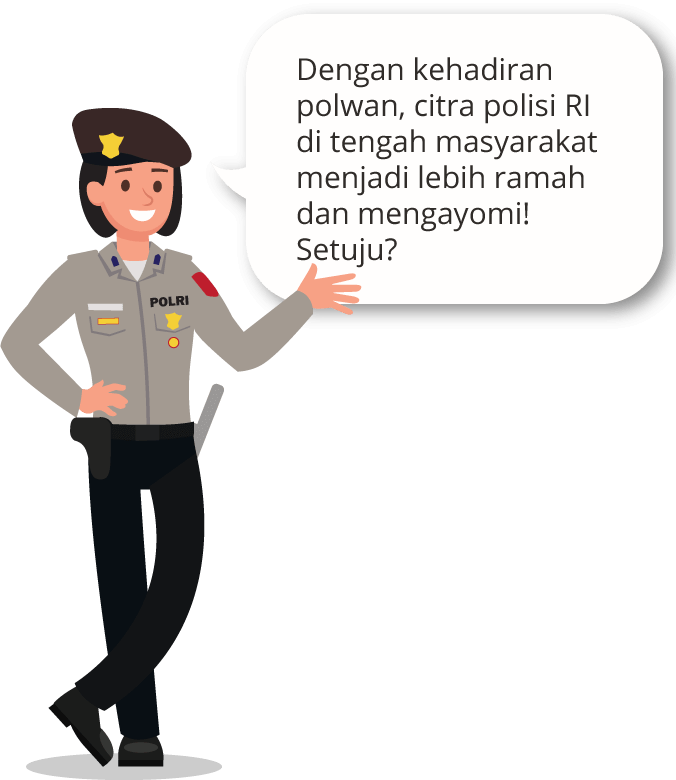 Dengan kehadiran
polwan, citra polisi RI
di tengah masyarakat
menjadi lebih ramah
dan mengayomi!
Setuju?
POLRI